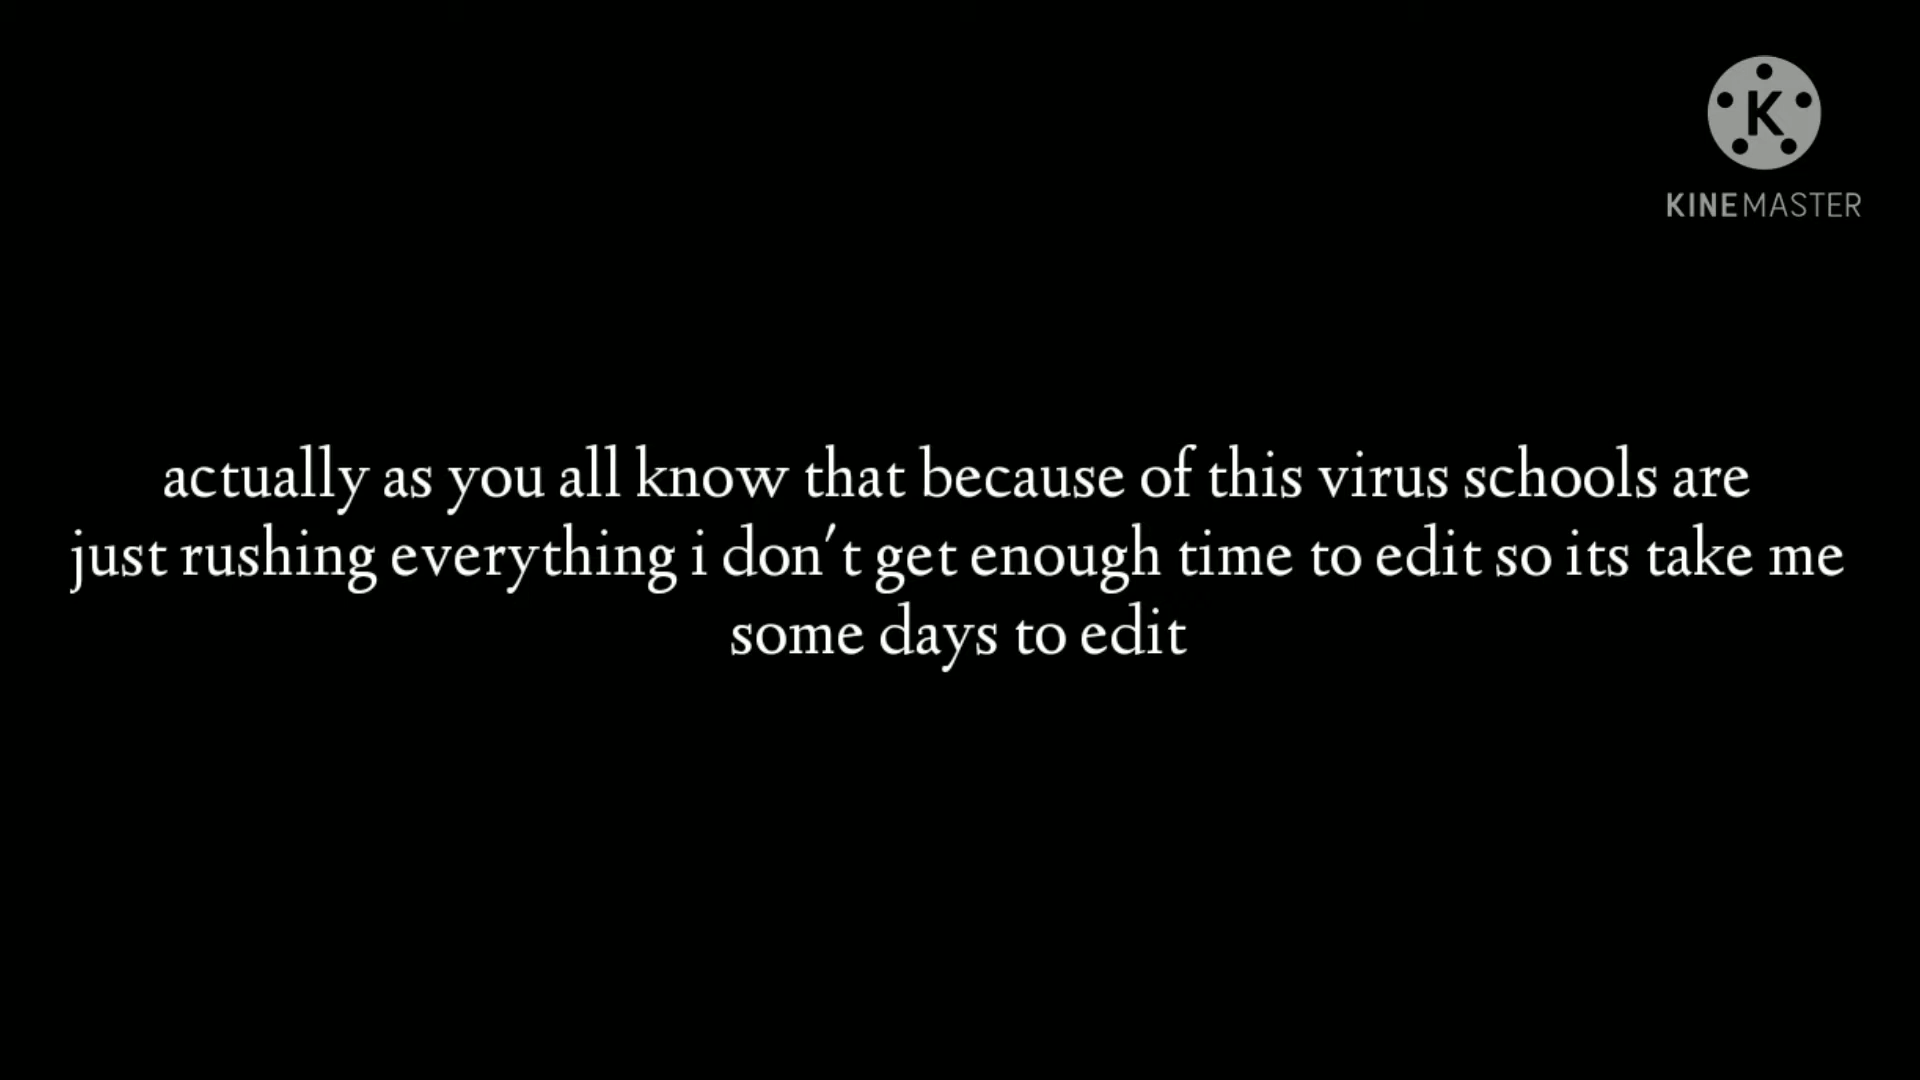 K
KINEMASTER
actually as you all know that because of this virus schools are
just rushing everything i don't get enough time to edit so its take me
some days to edit